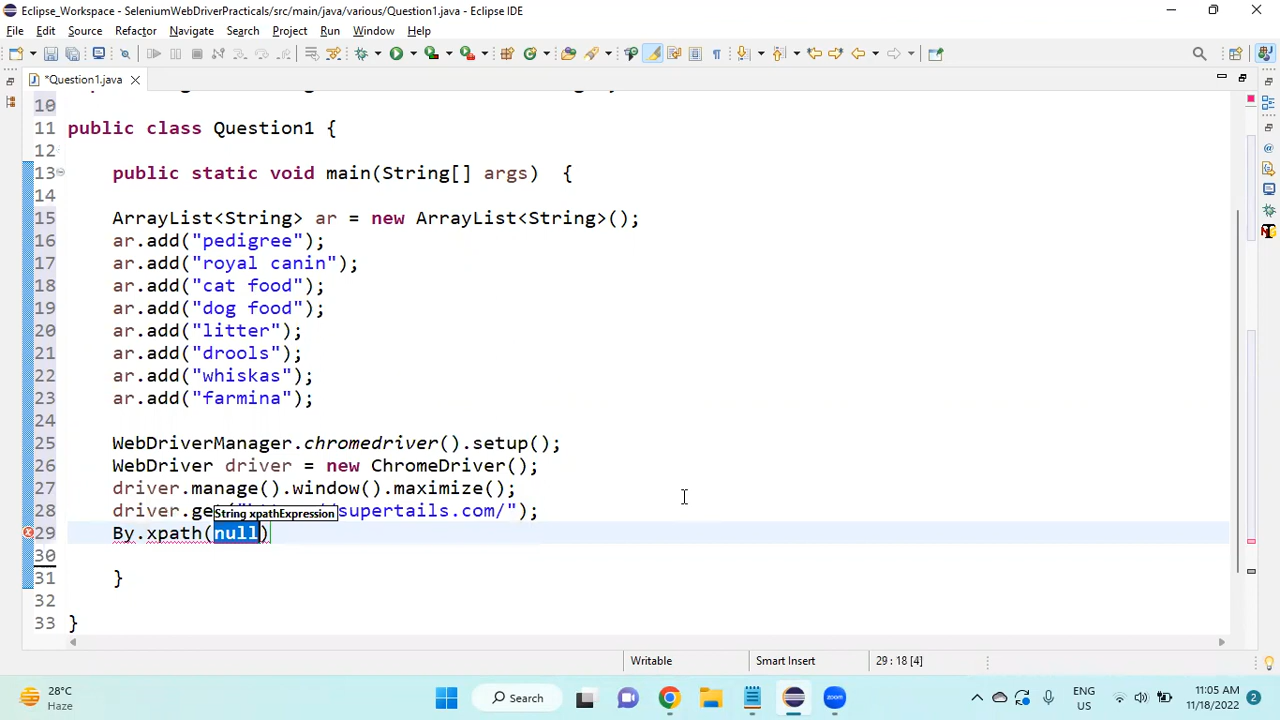 Eclipse_Workspace - SeleniumWebDriverPracticals/src/main/java/various/Question1.java - Eclipse IDE
File Edit Source Refactor Navigate Search Project Run Window Help
*Question1.java
10
11 public class Question1 {
12
13 public static void main(String[] args) {
14
15 ArrayList<String> ar = new ArrayList<String>();
16 ar.add("pedigree");
17 ar.add("royal canin");
18 ar.add("cat food");
19 ar.add("dog food");
20 ar.add("litter");
21 ar.add("drools");
22 ar.add("whiskas");
23 ar.add("farmina");
24
25 WebDriverManager.chromedriver().setup();
26 WebDriver driver = new ChromeDriver();
27 driver.manage().window().maximize();
28 driver.ge supertails.com/");
String xpathExpression
29 By.xpath(null)
30
31 }
32
33 }
Writable Smart Insert 29 : 18 [4]
28°C
Haze
Search
ENG
US
11:05 AM
11/18/2022
2